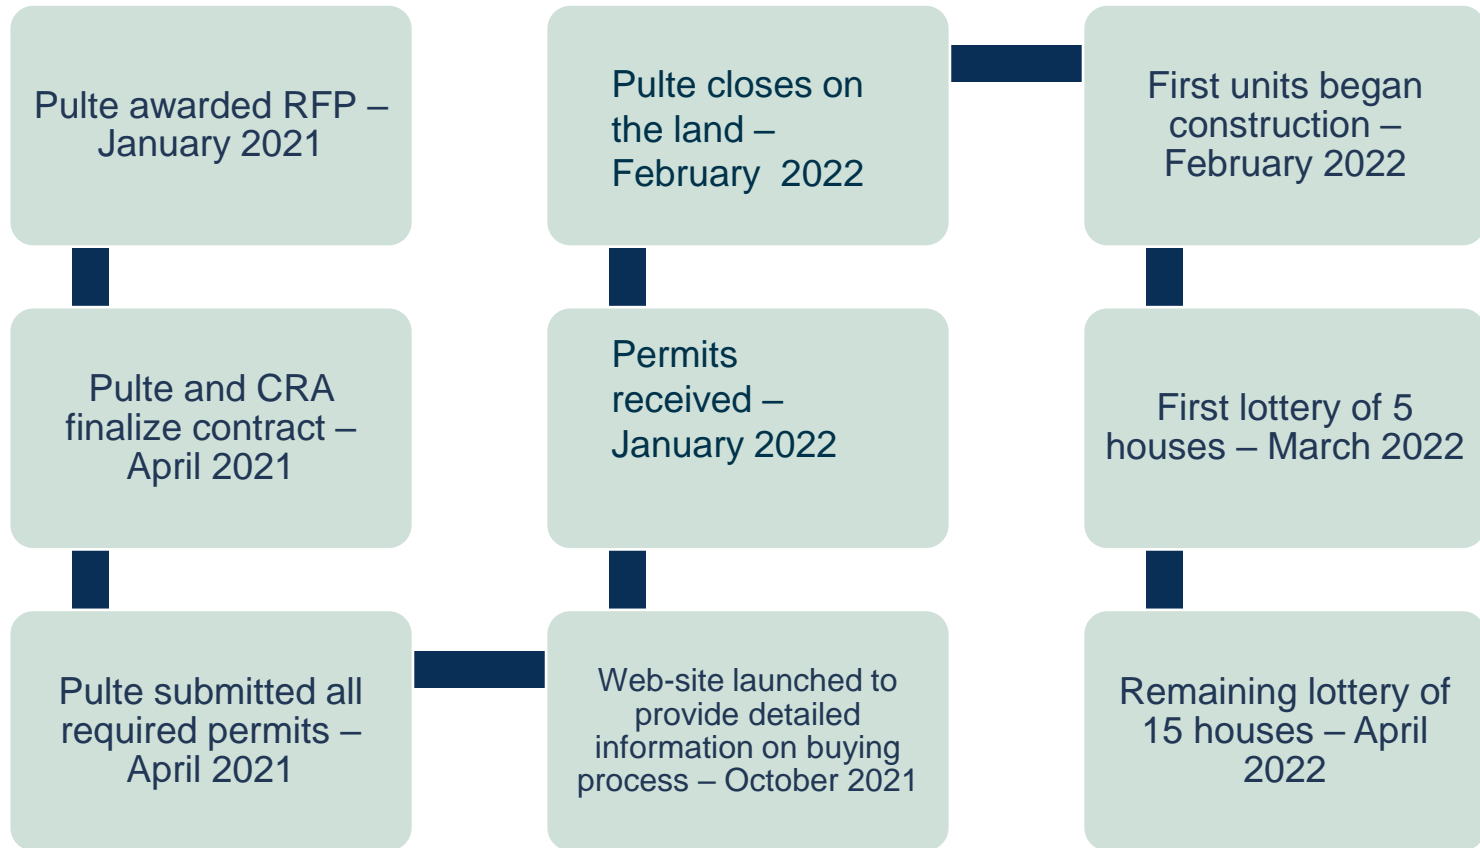 Pulte awarded RFP –
January 2021
Pulte and CRA
finalize contract –
April 2021
Pulte submitted all
required permits –
April 2021
Web-site launched to
provide detailed
information on buying
process – October 2021
Permits
received –
January 2022
Pulte closes on
the land –
February  2022
First units began
construction –
February 2022
First lottery of 5
houses – March 2022
Remaining lottery of
15 houses – April
2022